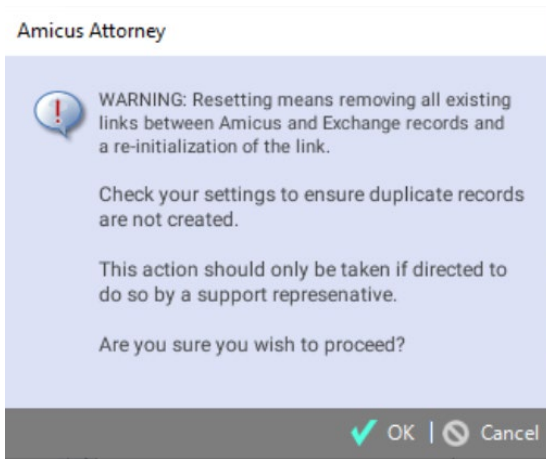 Amicus Attorney
WARNING: Resetting means removing all existing
links between Amicus and Exchange records and
a re-initialization of the link.
Check your settings to ensure duplicate records
are not created.
This action should only be taken if directed to
do so by a support represenative.
Are you sure you wish to proceed?
OK | Cancel